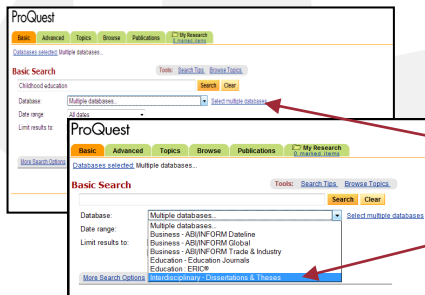 ProQuest
Basic Advanced Topics Browse Publications My Research
0 marked items
Databases selected: Multiple databases...
Basic Search Tools: Search Tips Browse Topics
Childhood education Search Clear
Database: Multiple databases... Select multiple databases
Date range: All dates
Limit results to:
More Search Options
ProQuest
Basic Advanced Topics Browse Publications My Research
0 marked items
Databases selected: Multiple databases...
Basic Search Tools: Search Tips Browse Topics
Search Clear
Database: Multiple databases... Select multiple databases
Multiple databases...
Date range: Business - ABI/INFORM Dateline
Limit results to: Business - ABI/INFORM Global
Business - ABI/INFORM Trade & Industry
Education - Education Journals
Education : ERIC®
More Search Options Interdisciplinary - Dissertations & Theses